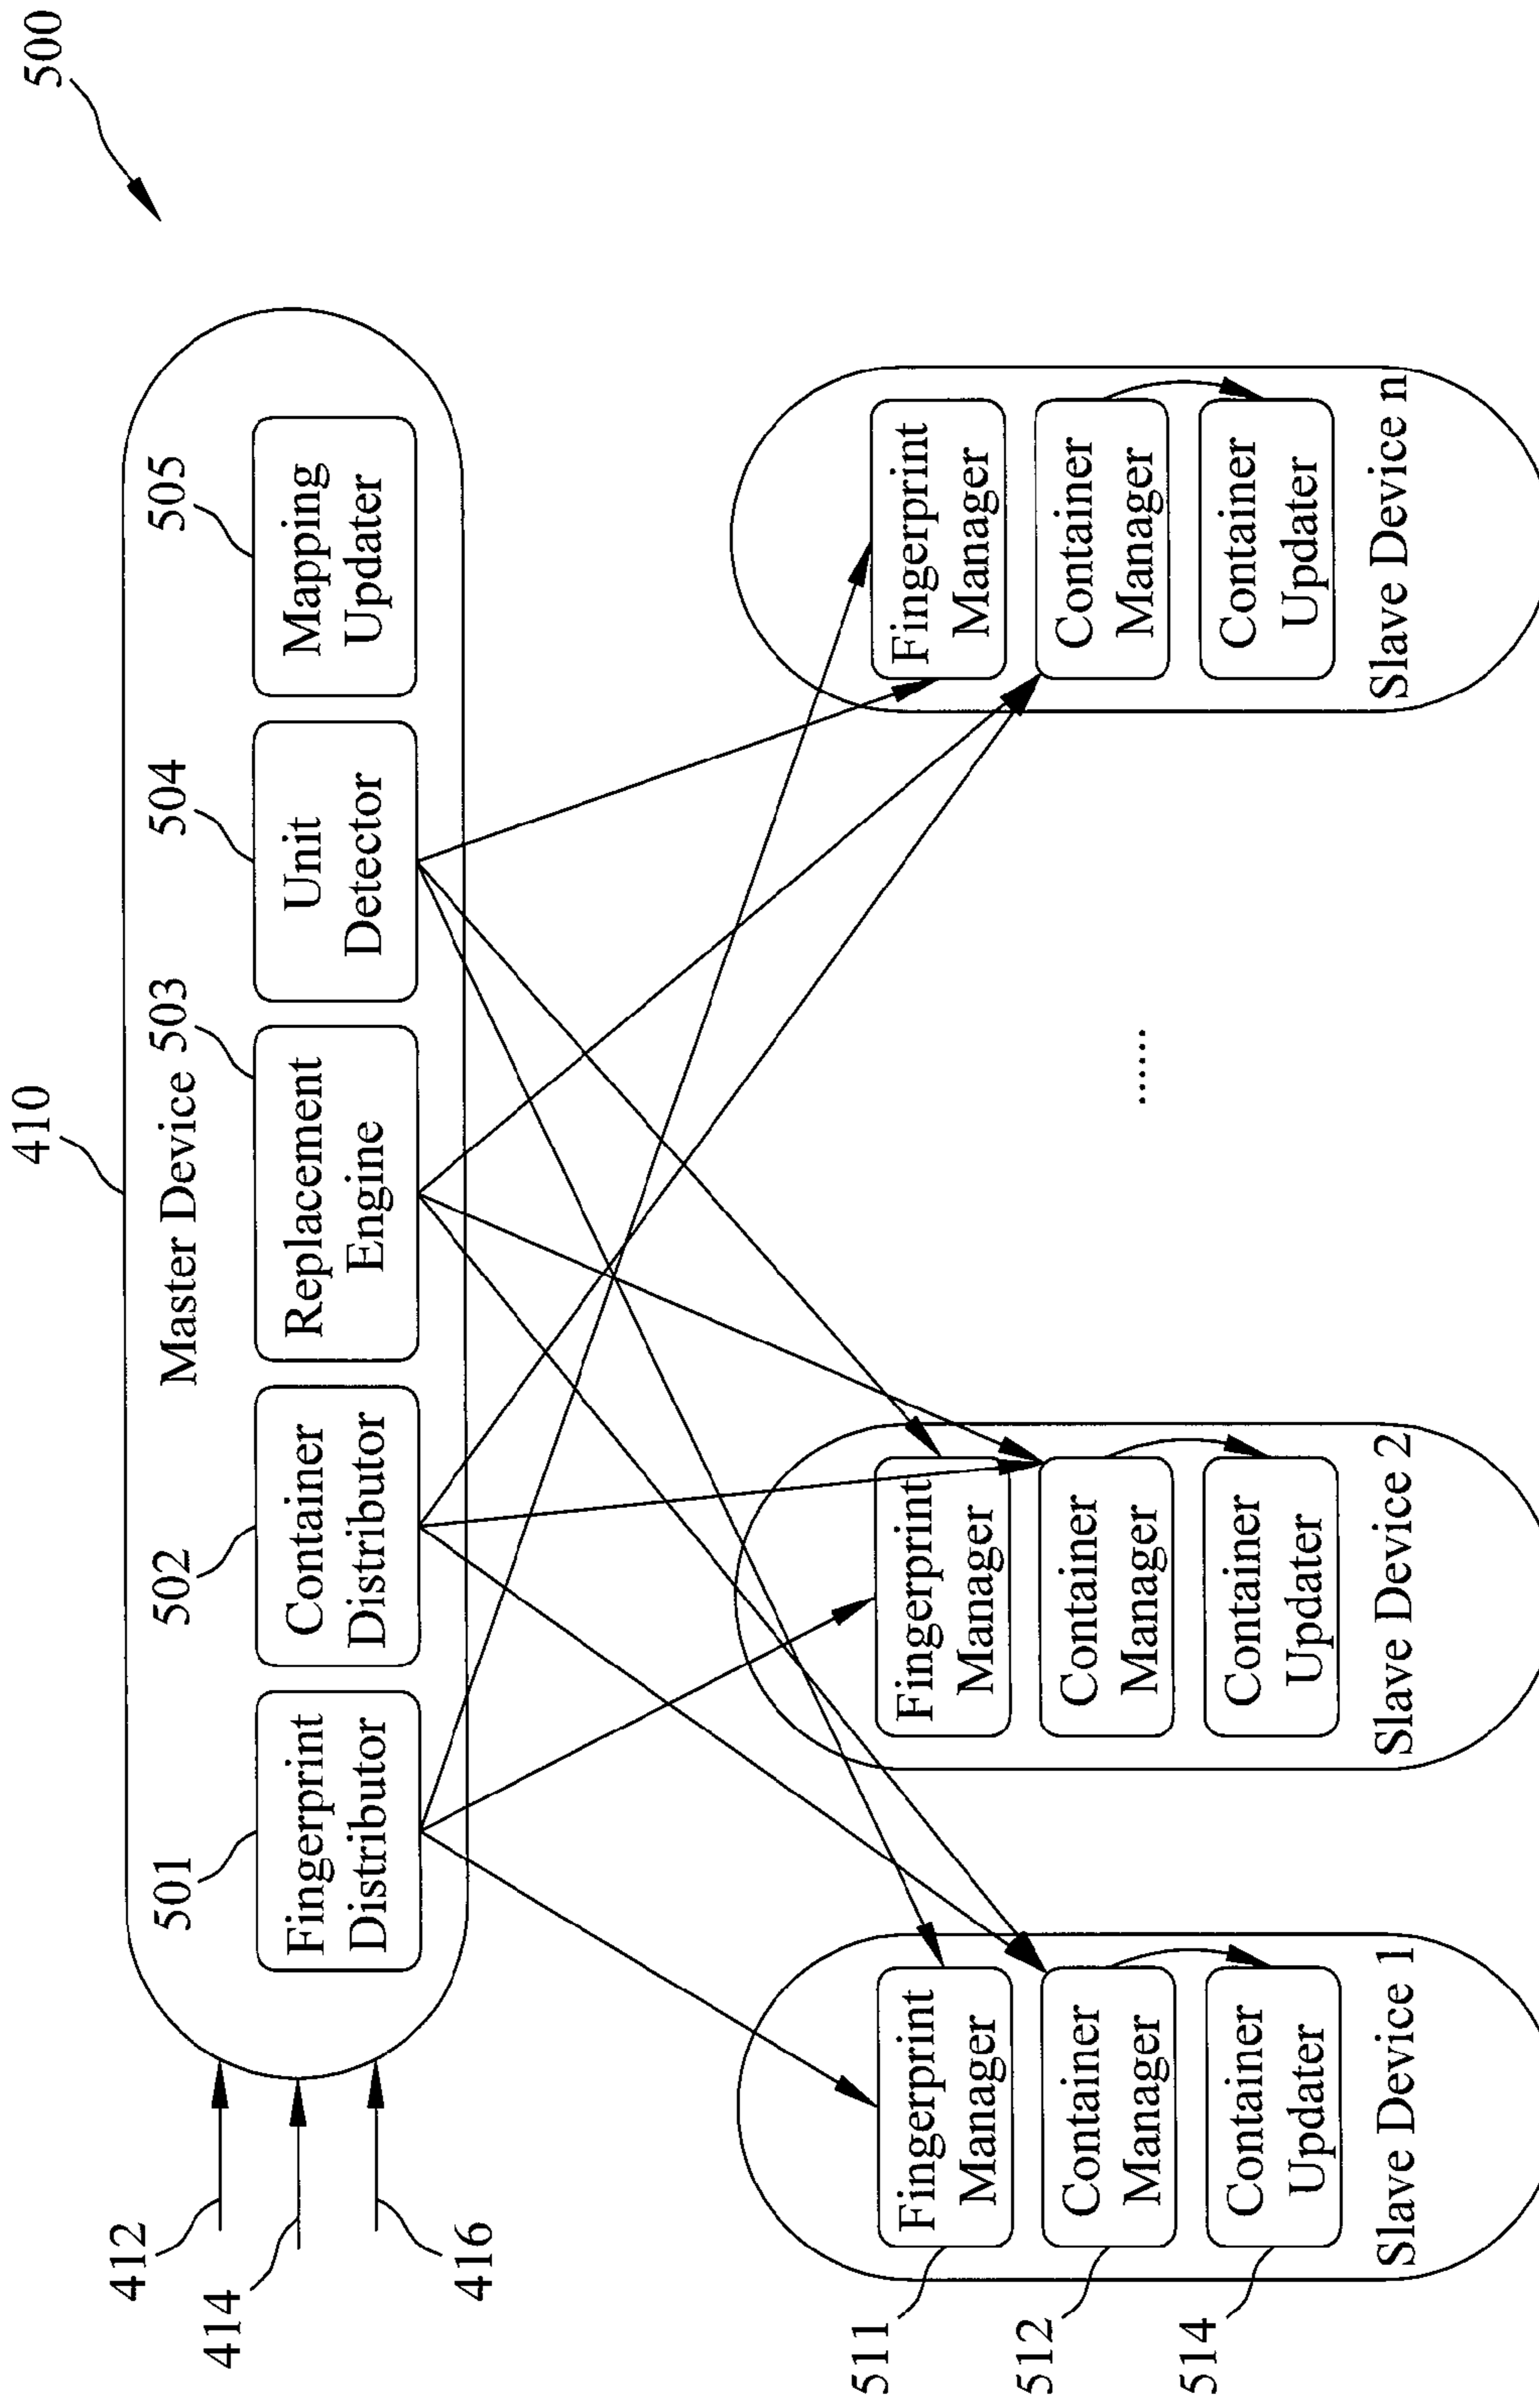 500
410
Master Device
501
502
503
504
505
Fingerprint
Distributor
Container
Distributor
Replacement
Engine
Unit
Detector
Mapping
Updater
412
414
416
511
512
514
Fingerprint
Manager
Container
Manager
Container
Updater
Slave Device 1
Fingerprint
Manager
Container
Manager
Container
Updater
Slave Device 2
......
Fingerprint
Manager
Container
Manager
Container
Updater
Slave Device n